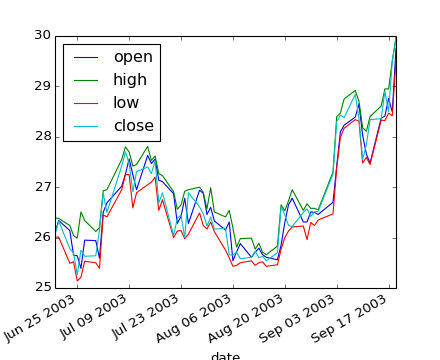 30
29
28
27
26
25
open
high
low
close
Jun 25 2003
Jul 09 2003
Jul 23 2003
Aug 06 2003
Aug 20 2003
Sep 03 2003
Sep 17 2003
date